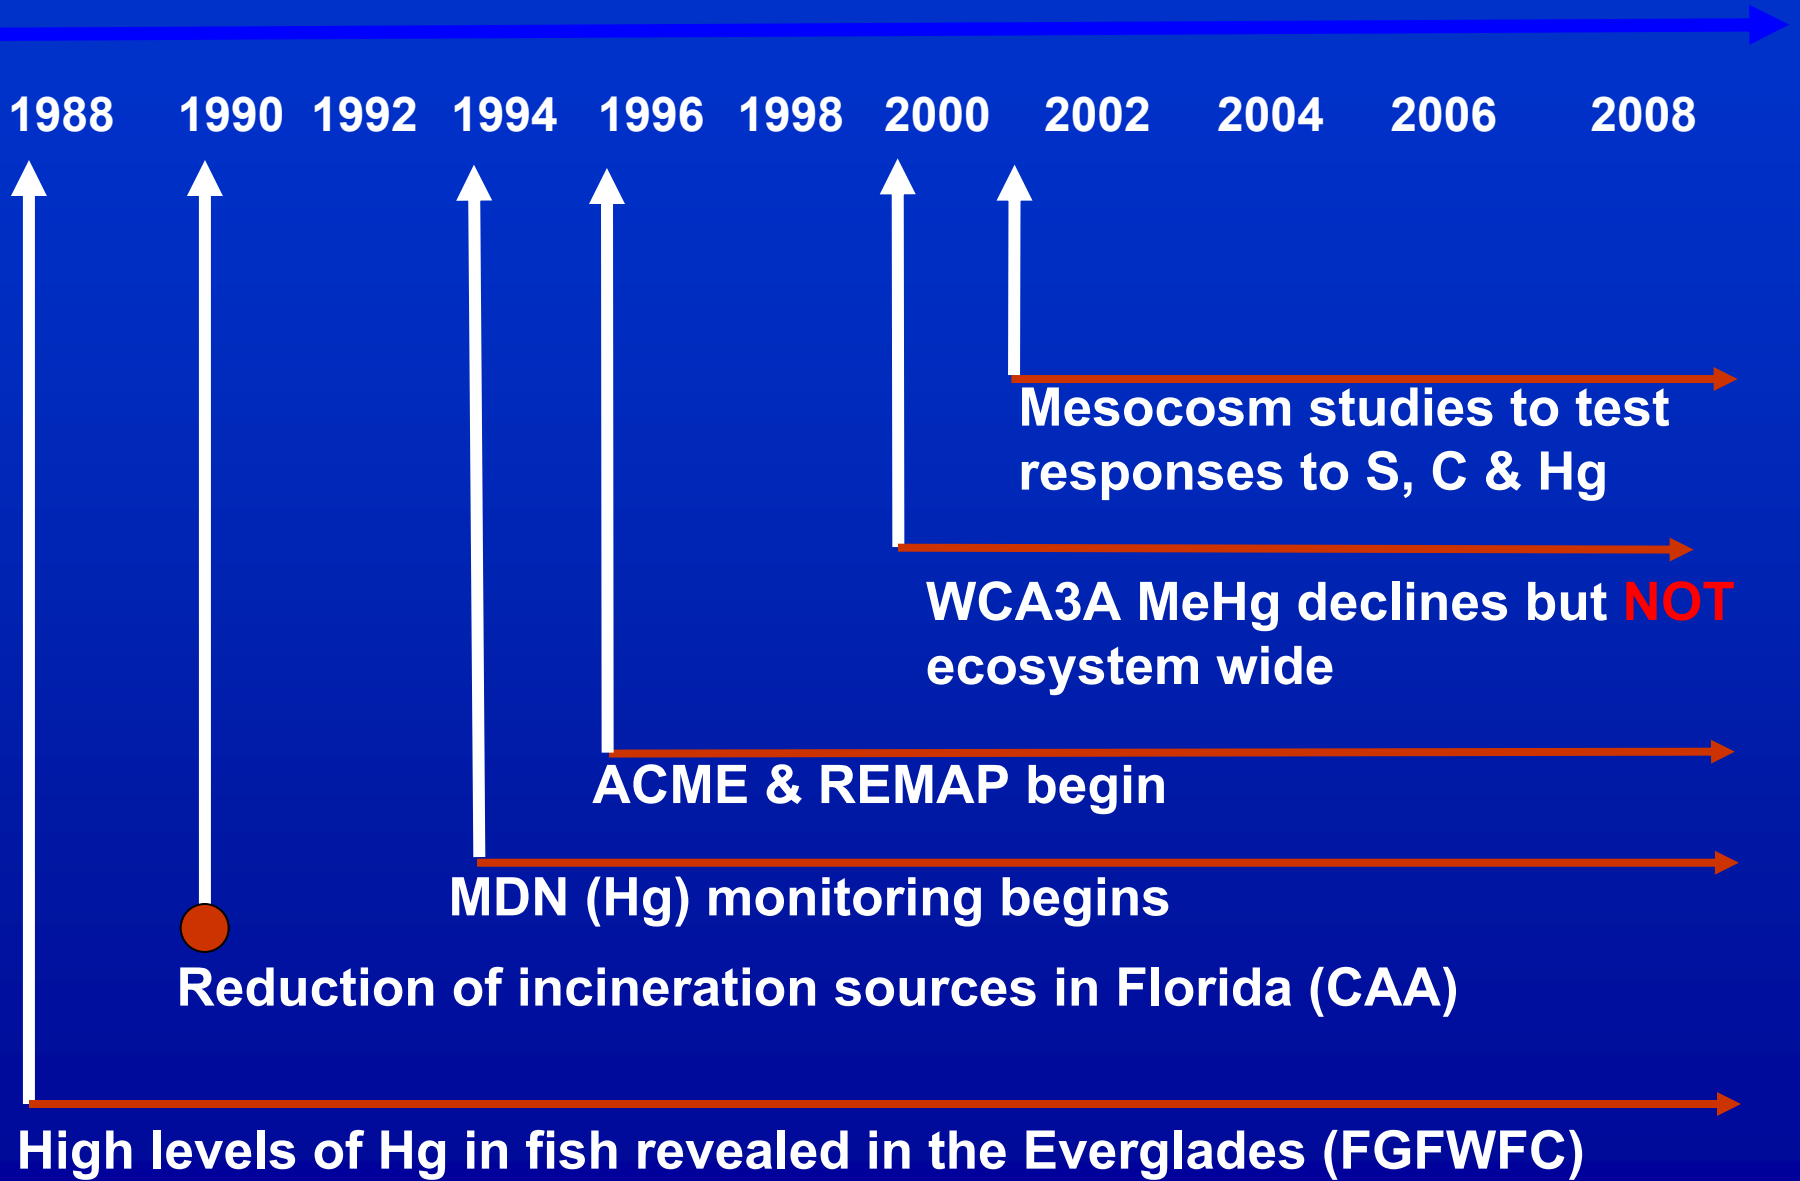 1988 1990 1992 1994 1996 1998 2000 2002 2004 2006 2008
Mesocosm studies to test
responses to S, C & Hg
WCA3A MeHg declines but NOT
ecosystem wide
ACME & REMAP begin
MDN (Hg) monitoring begins
Reduction of incineration sources in Florida (CAA)
High levels of Hg in fish revealed in the Everglades (FGFWFC)